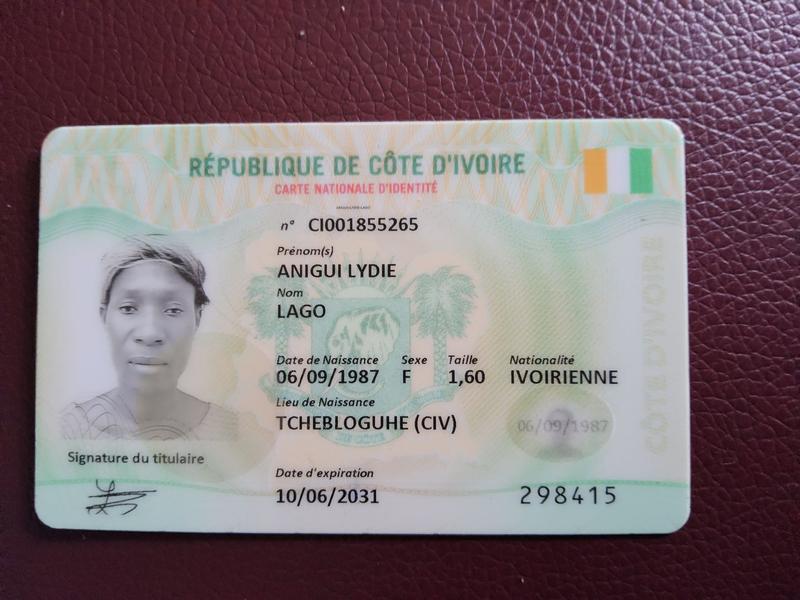 RÉPUBLIQUE DE CÔTE D'IVOIRE
CARTE NATIONALE D'IDENTITÉ
n° CI001855265
Prénom(s)
ANIGUI LYDIE
Nom
LAGO
Date de Naissance Sexe Taille Nationalité
06/09/1987 F 1,60 IVOIRIENNE
Lieu de Naissance
TCHEBLOGUHE (CIV)
06/09/1987
Signature du titulaire
Date d'expiration
10/06/2031
298415
CÔTE D'IVOIRE